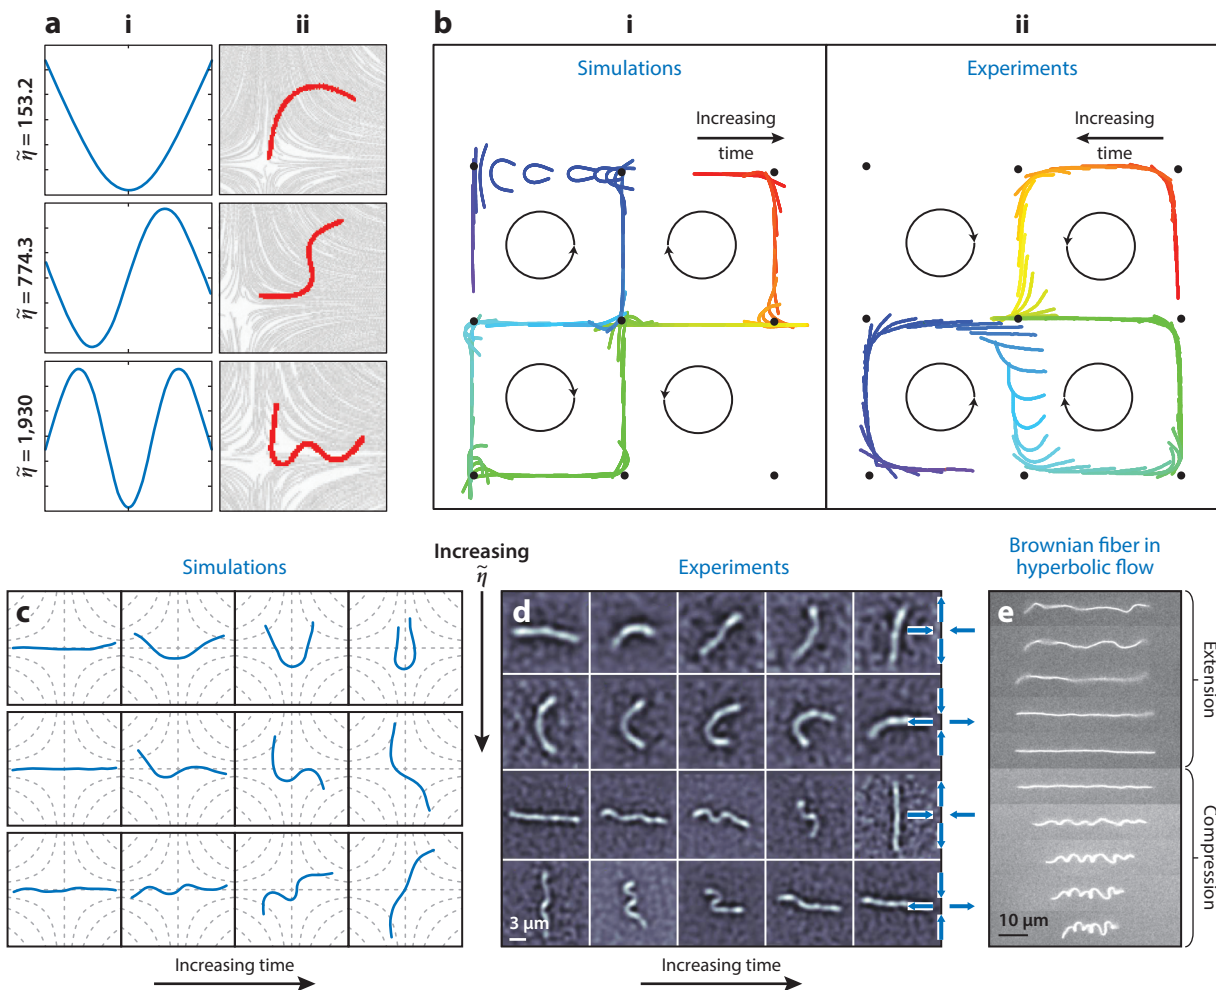 a
i
ii
b
i
ii
η̃ = 153.2
η̃ = 774.3
η̃ = 1,930
Simulations
Experiments
Increasing
time
Increasing
time
Simulations
Increasing
η̃
Experiments
Brownian fiber in
hyperbolic flow
c
d
e
Extension
Compression
3 μm
10 μm
Increasing time
Increasing time